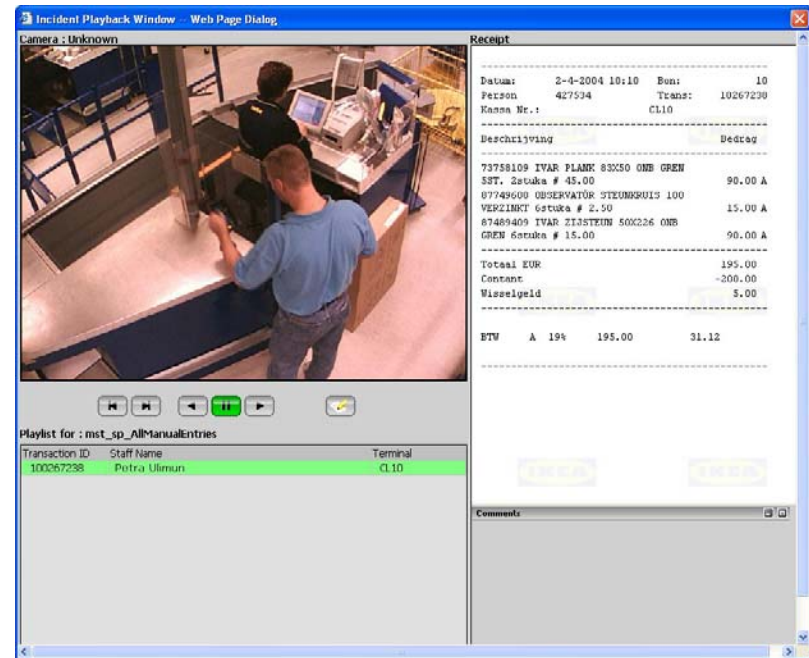 Incident Playback Window -- Web Page Dialog
Camera : Unknown
Receipt
Datum: 2-4-2004 10:10 Bon: 10
Person 427534 Trans: 10267238
Kassa Nr.: CL10
Beschrijving Bedrag
73758109 IVAR PLANK 83X50 ONB GREN
SST. 2stuks # 45.00 90.00 A
87749600 OBSERVATÖR STEUNKRUIS 100
VERZINKT 6stuks # 2.50 15.00 A
87489409 IVAR ZIJSTEUN 50X226 ONB
GREN 6stuks # 15.00 90.00 A
Totaal EUR 195.00
Contant -200.00
Wisselgeld 5.00
BTW A 19% 195.00 31.12
IKEA IKEA
Playlist for : mst_sp_AllManualEntries
Transaction ID Staff Name Terminal
100267238 Petra Ulimun CL10
Comments